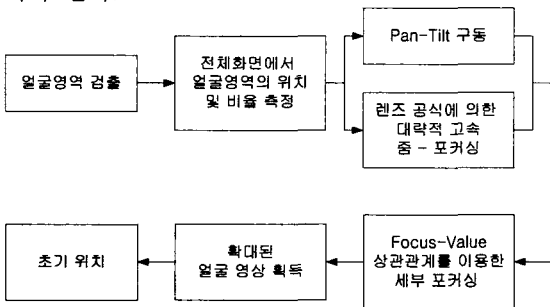 얼굴영역 검출
전체화면에서
얼굴영역의 위치
및 비율 측정
Pan-Tilt 구동
렌즈 공식에 의한
대략적 고속
줌 - 포커싱
초기 위치
확대된
얼굴 영상 획득
Focus-Value
상관관계를 이용한
세부 포커싱